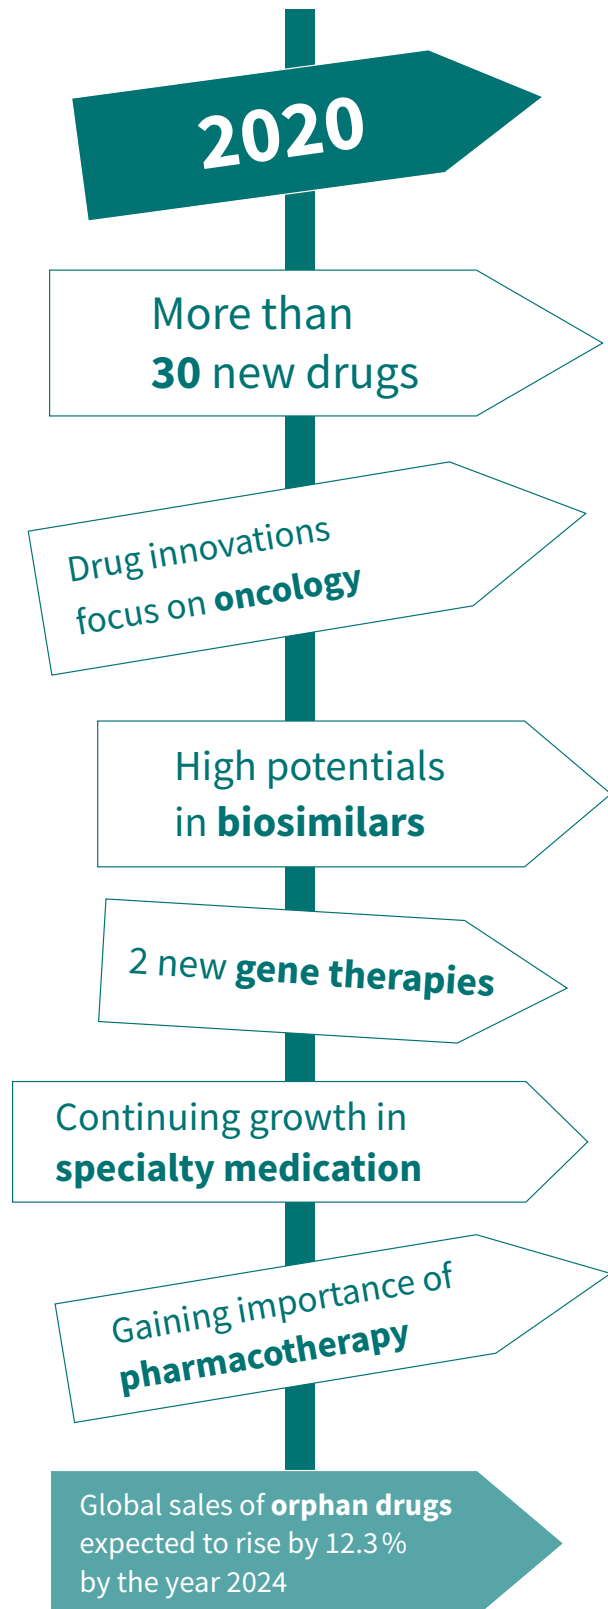 2020
More than
30 new drugs
Drug innovations
focus on oncology
High potentials
in biosimilars
2 new gene therapies
Continuing growth in
specialty medication
Gaining importance of
pharmacotherapy
Global sales of orphan drugs
expected to rise by 12.3 %
by the year 2024